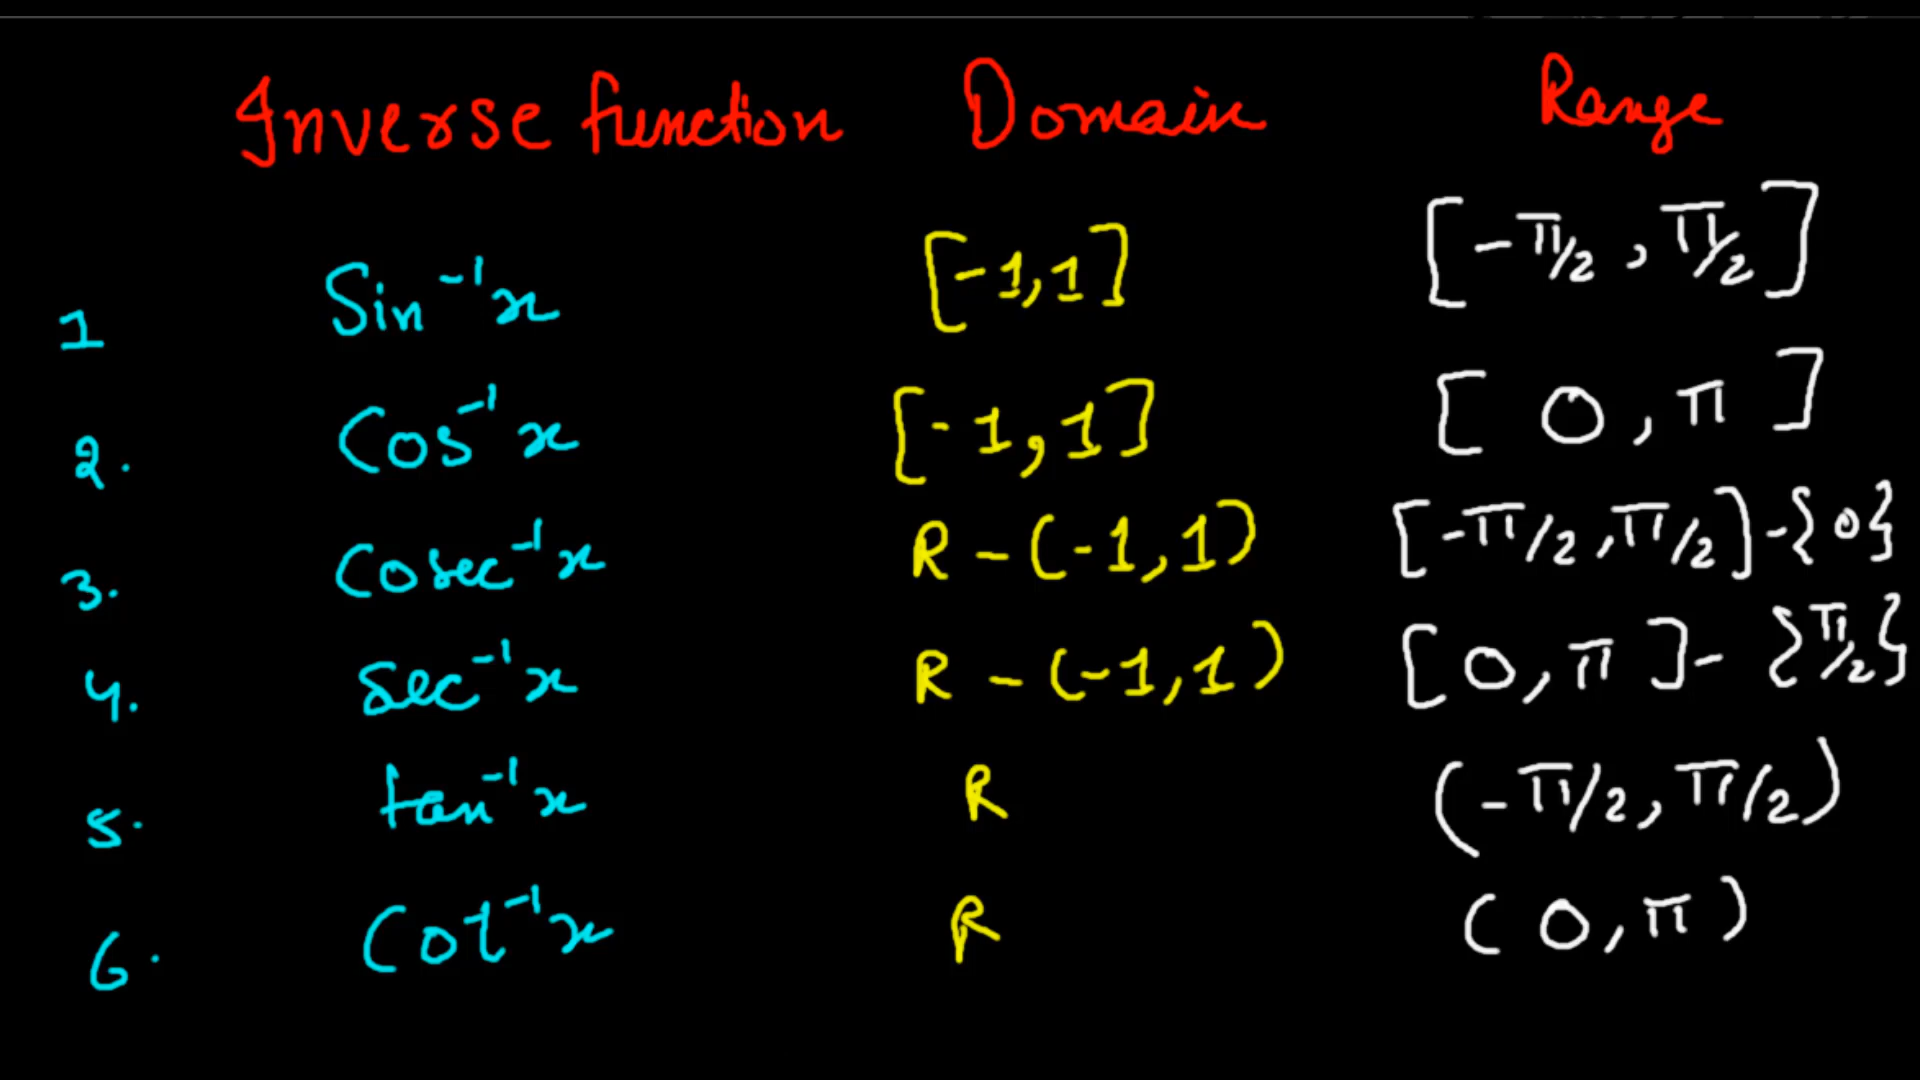 Inverse function Domain Range
1 Sin⁻¹x [-1,1] [-π/2, π/2]
2. Cos⁻¹x [-1,1] [0, π]
3. Cosec⁻¹x R - (-1,1) [-π/2, π/2] - {0}
4. Sec⁻¹x R - (-1,1) [0, π] - {π/2}
5. tan⁻¹x R (-π/2, π/2)
6. Cot⁻¹x R (0, π)